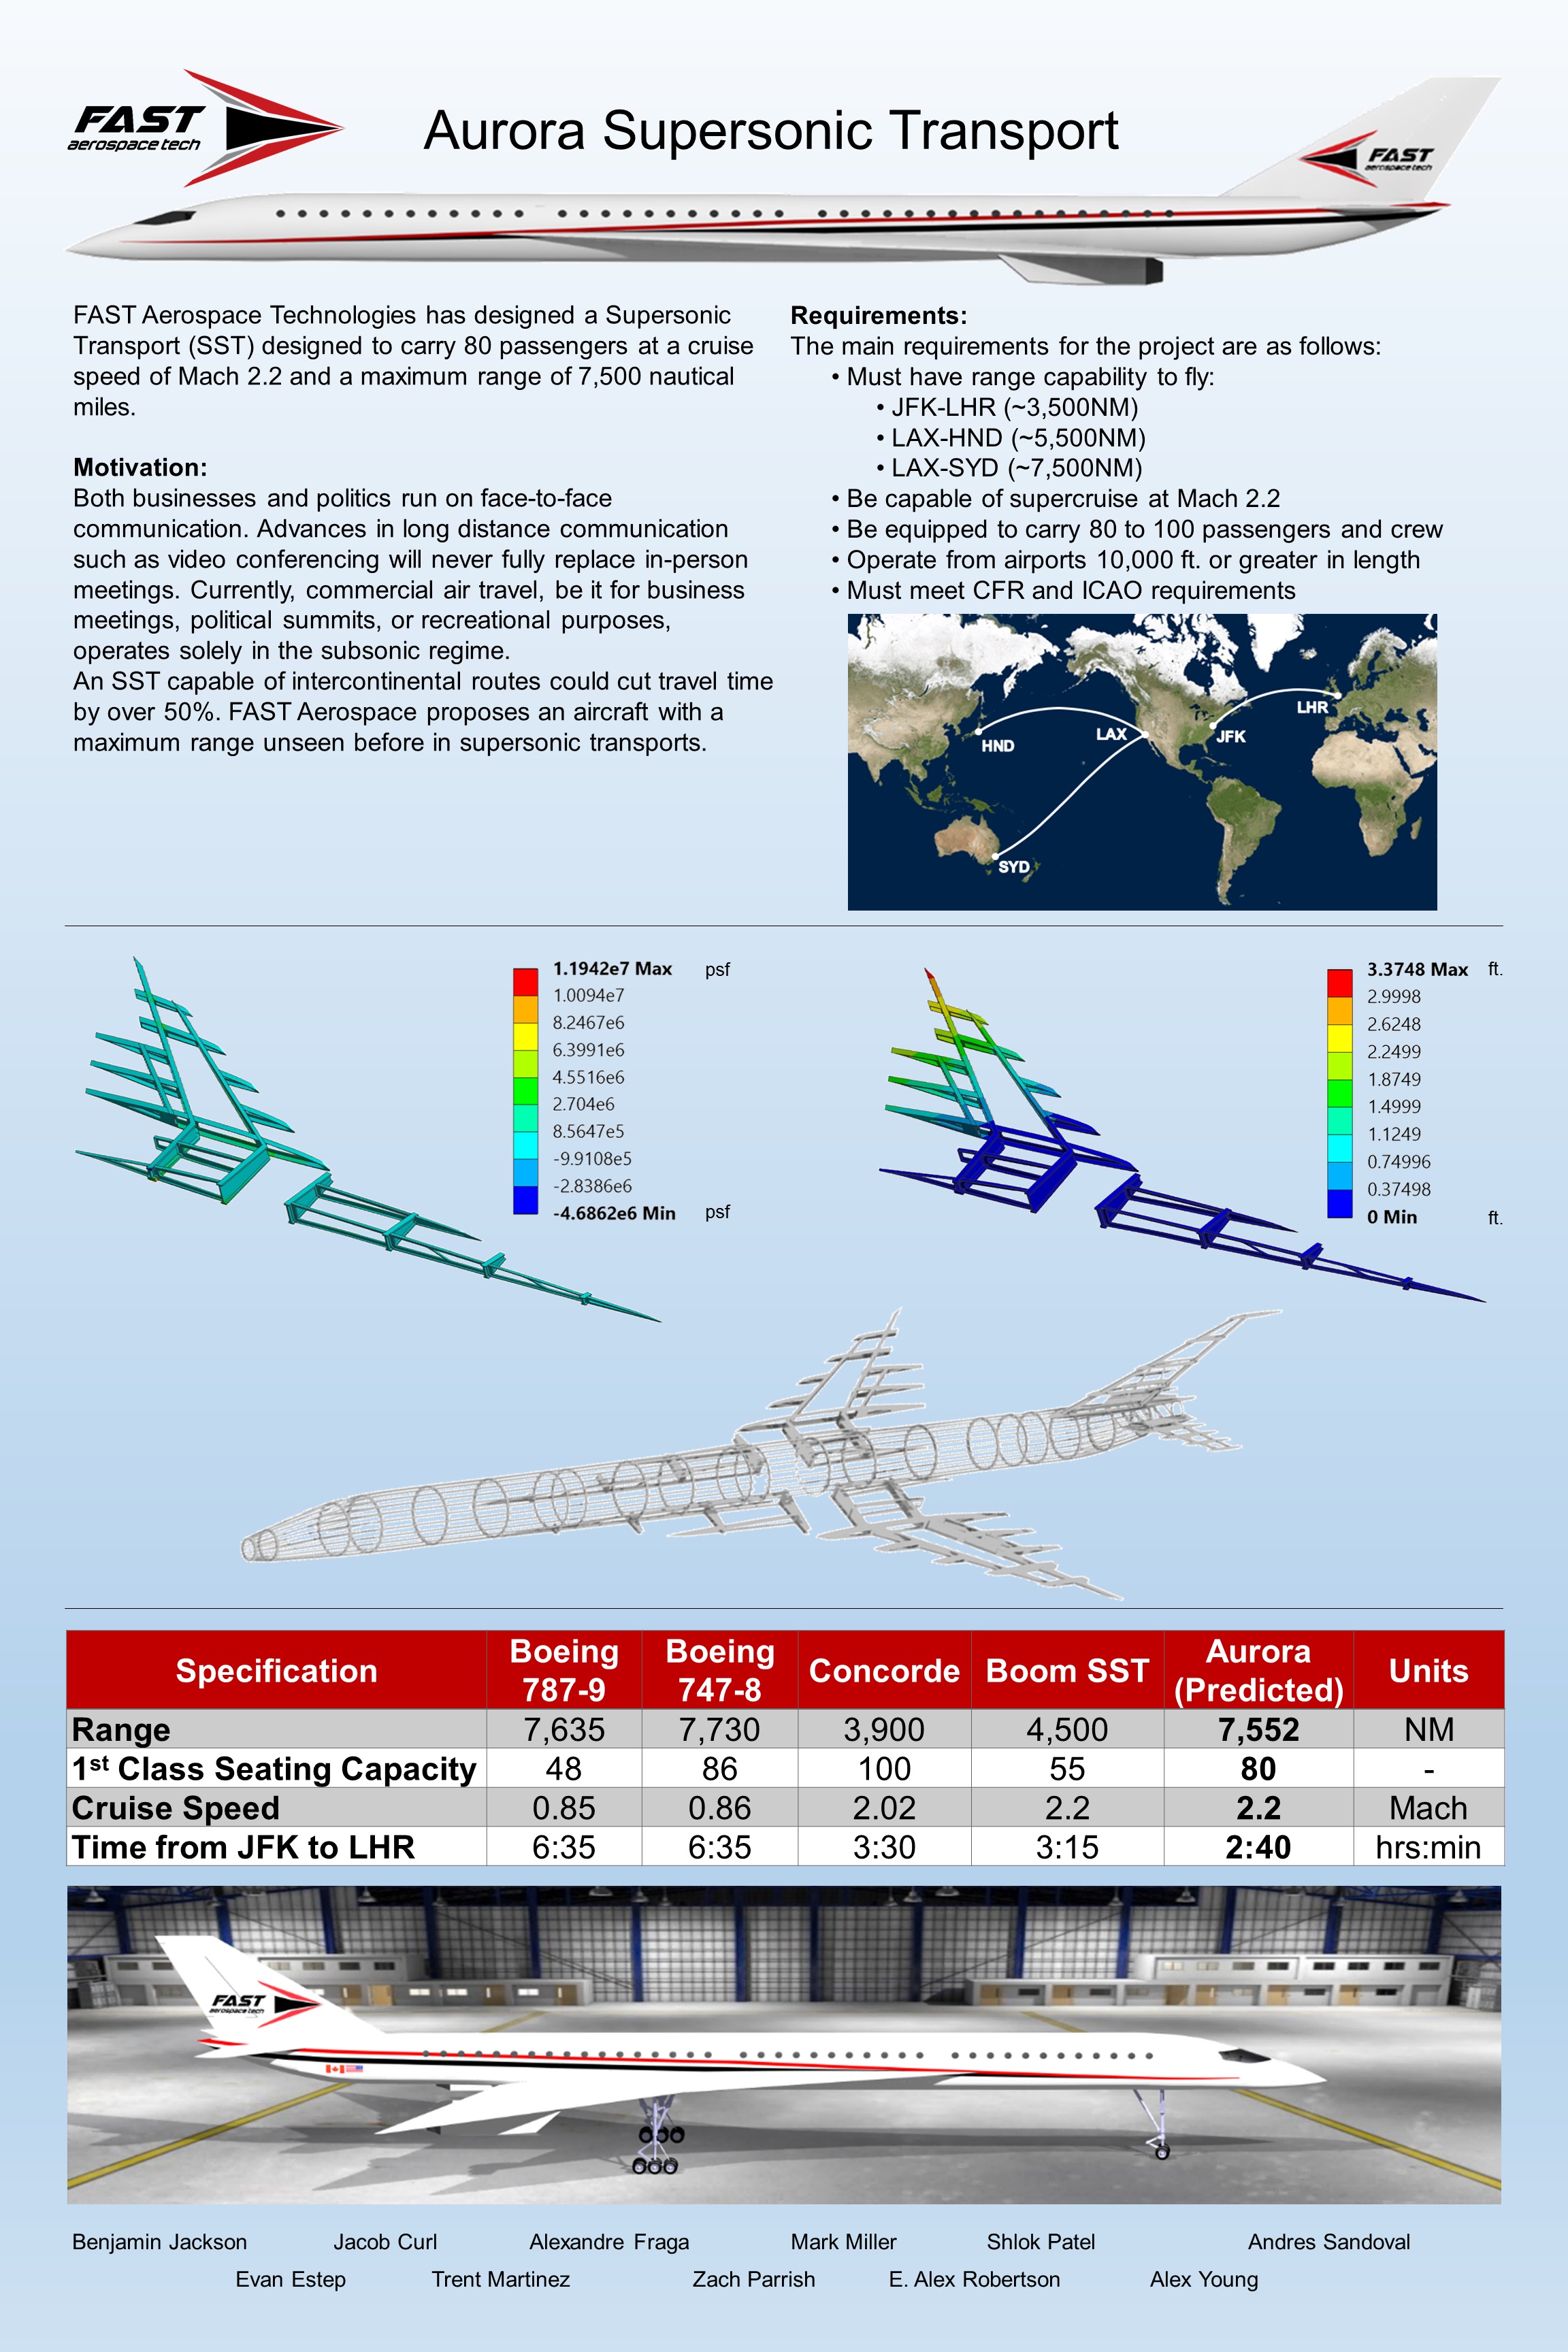 FAST
aerospace tech
Aurora Supersonic Transport
FAST
aerospace tech
FAST Aerospace Technologies has designed a Supersonic
Transport (SST) designed to carry 80 passengers at a cruise
speed of Mach 2.2 and a maximum range of 7,500 nautical
miles.
Motivation:
Both businesses and politics run on face-to-face
communication. Advances in long distance communication
such as video conferencing will never fully replace in-person
meetings. Currently, commercial air travel, be it for business
meetings, political summits, or recreational purposes,
operates solely in the subsonic regime.
An SST capable of intercontinental routes could cut travel time
by over 50%. FAST Aerospace proposes an aircraft with a
maximum range unseen before in supersonic transports.
Requirements:
The main requirements for the project are as follows:
• Must have range capability to fly:
• JFK-LHR (~3,500NM)
• LAX-HND (~5,500NM)
• LAX-SYD (~7,500NM)
• Be capable of supercruise at Mach 2.2
• Be equipped to carry 80 to 100 passengers and crew
• Operate from airports 10,000 ft. or greater in length
• Must meet CFR and ICAO requirements
LHR
HND
LAX
JFK
SYD
1.1942e7 Max psf
1.0094e7
8.2467e6
6.3991e6
4.5516e6
2.704e6
8.5647e5
-9.9108e5
-2.8386e6
-4.6862e6 Min psf
3.3748 Max ft.
2.9998
2.6248
2.2499
1.8749
1.4999
1.1249
0.74996
0.37498
0 Min ft.
Specification Boeing 787-9 Boeing 747-8 Concorde Boom SST Aurora (Predicted) Units
Range 7,635 7,730 3,900 4,500 7,552 NM
1st Class Seating Capacity 48 86 100 55 80 -
Cruise Speed 0.85 0.86 2.02 2.2 2.2 Mach
Time from JFK to LHR 6:35 6:35 3:30 3:15 2:40 hrs:min
FAST
aerospace tech
Benjamin Jackson Jacob Curl Alexandre Fraga Mark Miller Shlok Patel Andres Sandoval
Evan Estep Trent Martinez Zach Parrish E. Alex Robertson Alex Young